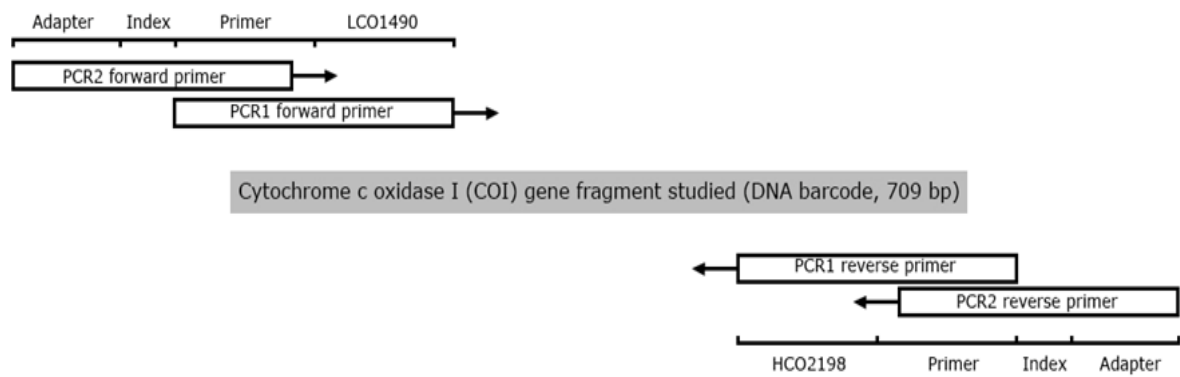 Adapter Index Primer LCO1490
PCR2 forward primer
PCR1 forward primer
Cytochrome c oxidase I (COI) gene fragment studied (DNA barcode, 709 bp)
PCR1 reverse primer
PCR2 reverse primer
HCO2198 Primer Index Adapter